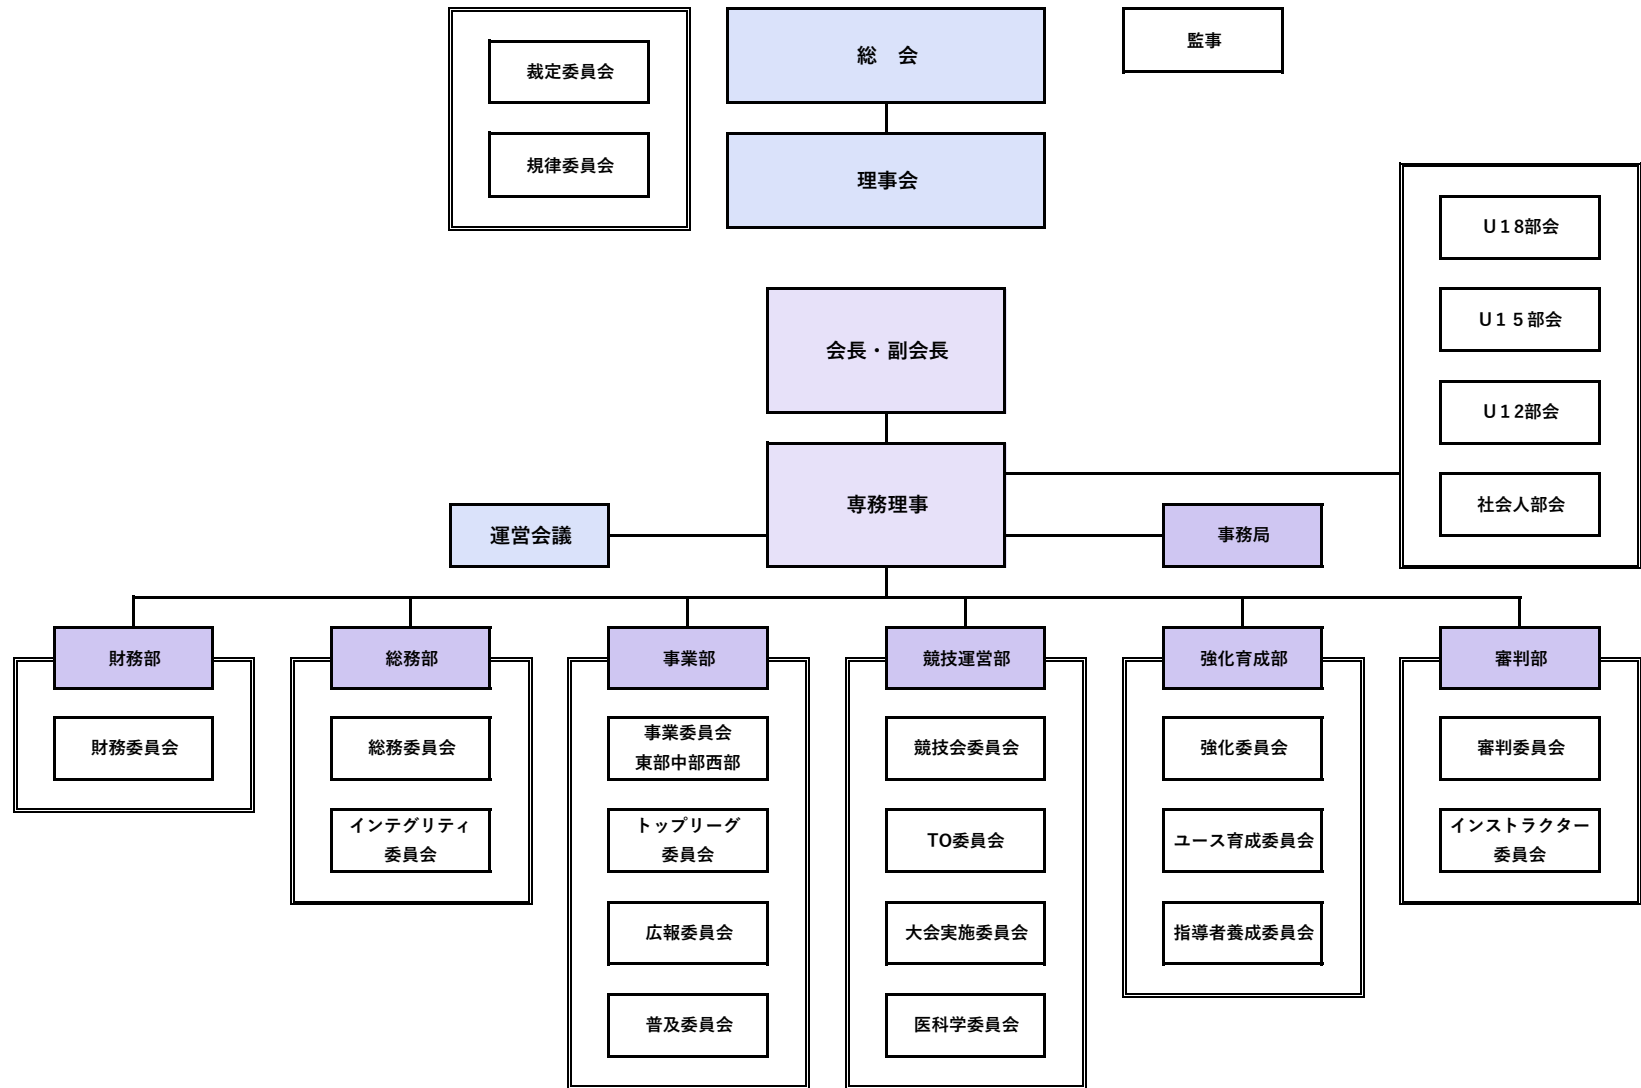 裁定委員会
規律委員会
総　会
理事会
監事
U１8部会
U１５部会
U１2部会
社会人部会
会長・副会長
専務理事
運営会議
事務局
財務部
財務委員会
総務部
総務委員会
インテグリティ
委員会
事業部
事業委員会
東部中部西部
トップリーグ
委員会
広報委員会
普及委員会
競技運営部
競技会委員会
TO委員会
大会実施委員会
医科学委員会
強化育成部
強化委員会
ユース育成委員会
指導者養成委員会
審判部
審判委員会
インストラクター
委員会